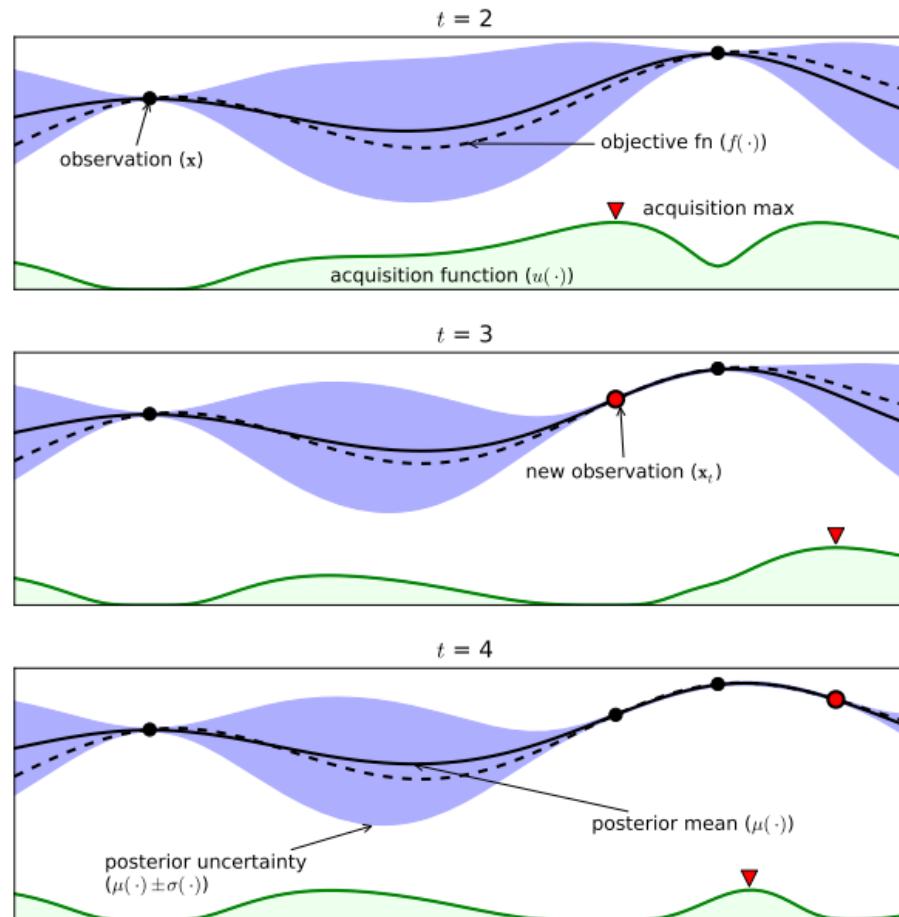 t = 2
observation (x)
objective fn (f(·))
acquisition max
acquisition function (u(·))
t = 3
new observation (xₜ)
t = 4
posterior mean (μ(·))
posterior uncertainty
(μ(·) ±σ(·))